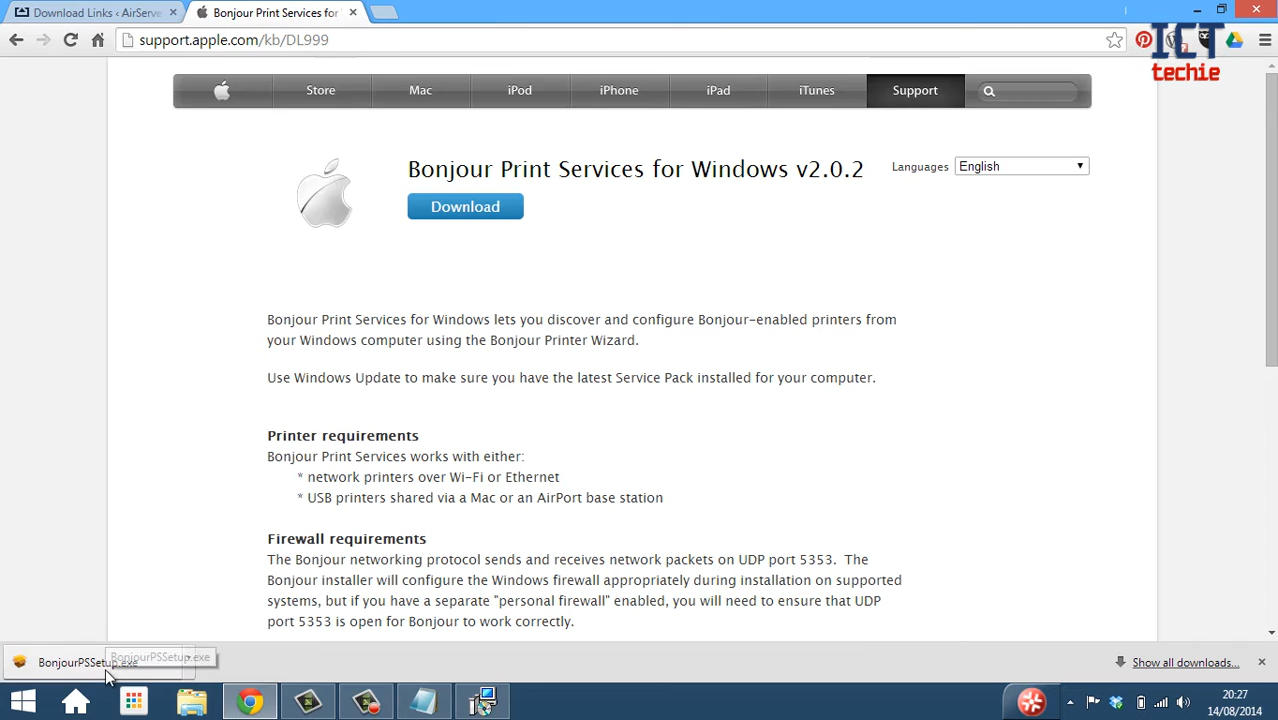 Download Links ‹ AirServe
Bonjour Print Services for
support.apple.com/kb/DL999
ICT
techie
Store Mac iPod iPhone iPad iTunes Support
Bonjour Print Services for Windows v2.0.2
Languages English
Download
Bonjour Print Services for Windows lets you discover and configure Bonjour-enabled printers from
your Windows computer using the Bonjour Printer Wizard.
Use Windows Update to make sure you have the latest Service Pack installed for your computer.
Printer requirements
Bonjour Print Services works with either:
* network printers over Wi-Fi or Ethernet
* USB printers shared via a Mac or an AirPort base station
Firewall requirements
The Bonjour networking protocol sends and receives network packets on UDP port 5353. The
Bonjour installer will configure the Windows firewall appropriately during installation on supported
systems, but if you have a separate "personal firewall" enabled, you will need to ensure that UDP
port 5353 is open for Bonjour to work correctly.
BonjourPSSetup.exe
BonjourPSSetup.exe
Show all downloads...
20:27
14/08/2014